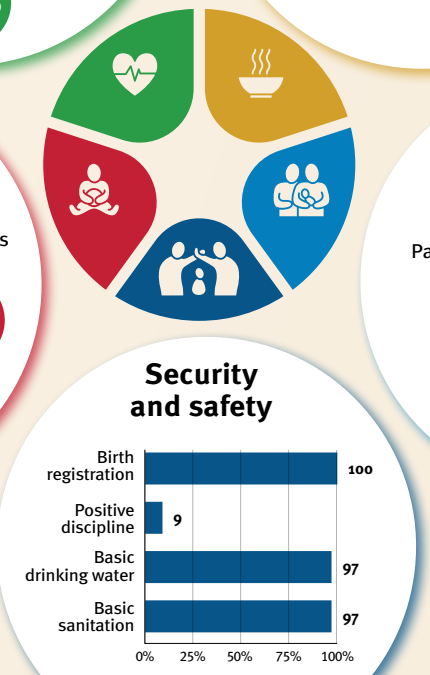 s
Pa
Security
and safety
Birth
registration
100
Positive
discipline
9
Basic
drinking water
97
Basic
sanitation
97
0% 25% 50% 75% 100%